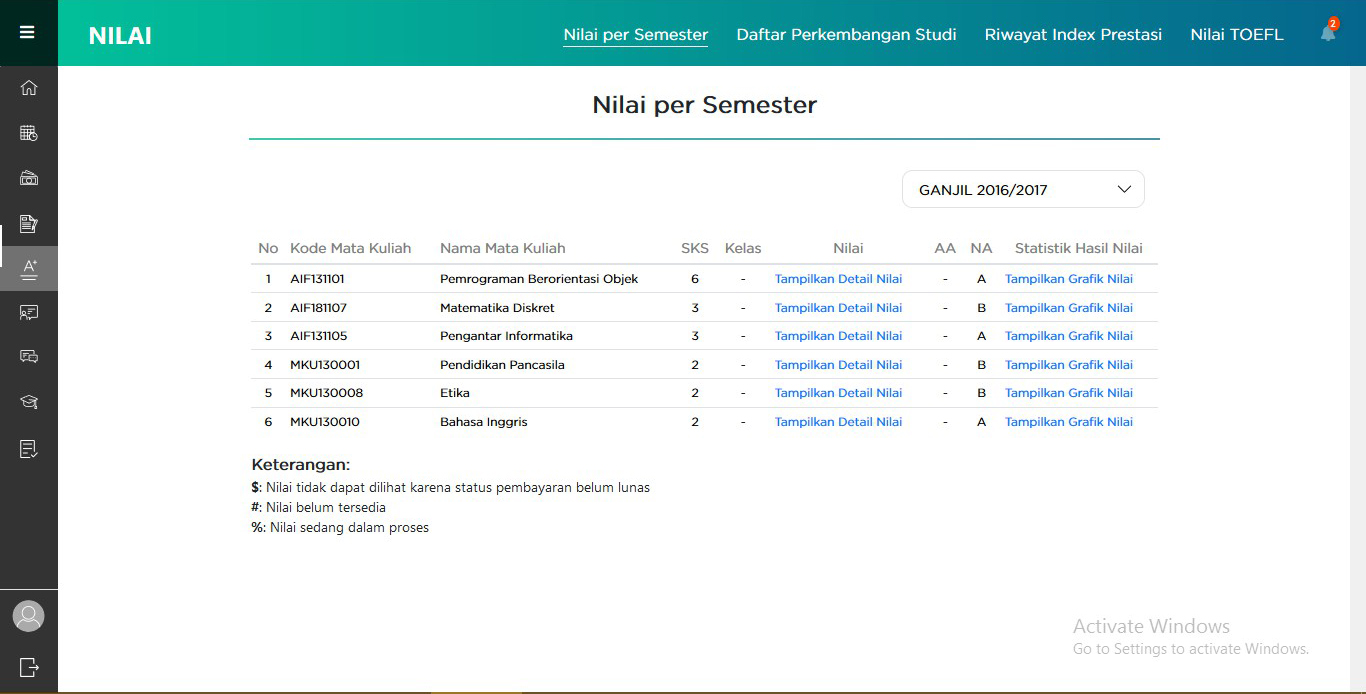 NILAI Nilai per Semester Daftar Perkembangan Studi Riwayat Index Prestasi Nilai TOEFL 2
Nilai per Semester
GANJIL 2016/2017
No Kode Mata Kuliah Nama Mata Kuliah SKS Kelas Nilai AA NA Statistik Hasil Nilai
1 AIF131101 Pemrograman Berorientasi Objek 6 - Tampilkan Detail Nilai - A Tampilkan Grafik Nilai
2 AIF181107 Matematika Diskret 3 - Tampilkan Detail Nilai - B Tampilkan Grafik Nilai
3 AIF131105 Pengantar Informatika 3 - Tampilkan Detail Nilai - A Tampilkan Grafik Nilai
4 MKU130001 Pendidikan Pancasila 2 - Tampilkan Detail Nilai - B Tampilkan Grafik Nilai
5 MKU130008 Etika 2 - Tampilkan Detail Nilai - B Tampilkan Grafik Nilai
6 MKU130010 Bahasa Inggris 2 - Tampilkan Detail Nilai - A Tampilkan Grafik Nilai
Keterangan:
$: Nilai tidak dapat dilihat karena status pembayaran belum lunas
#: Nilai belum tersedia
%: Nilai sedang dalam proses
Activate Windows
Go to Settings to activate Windows.